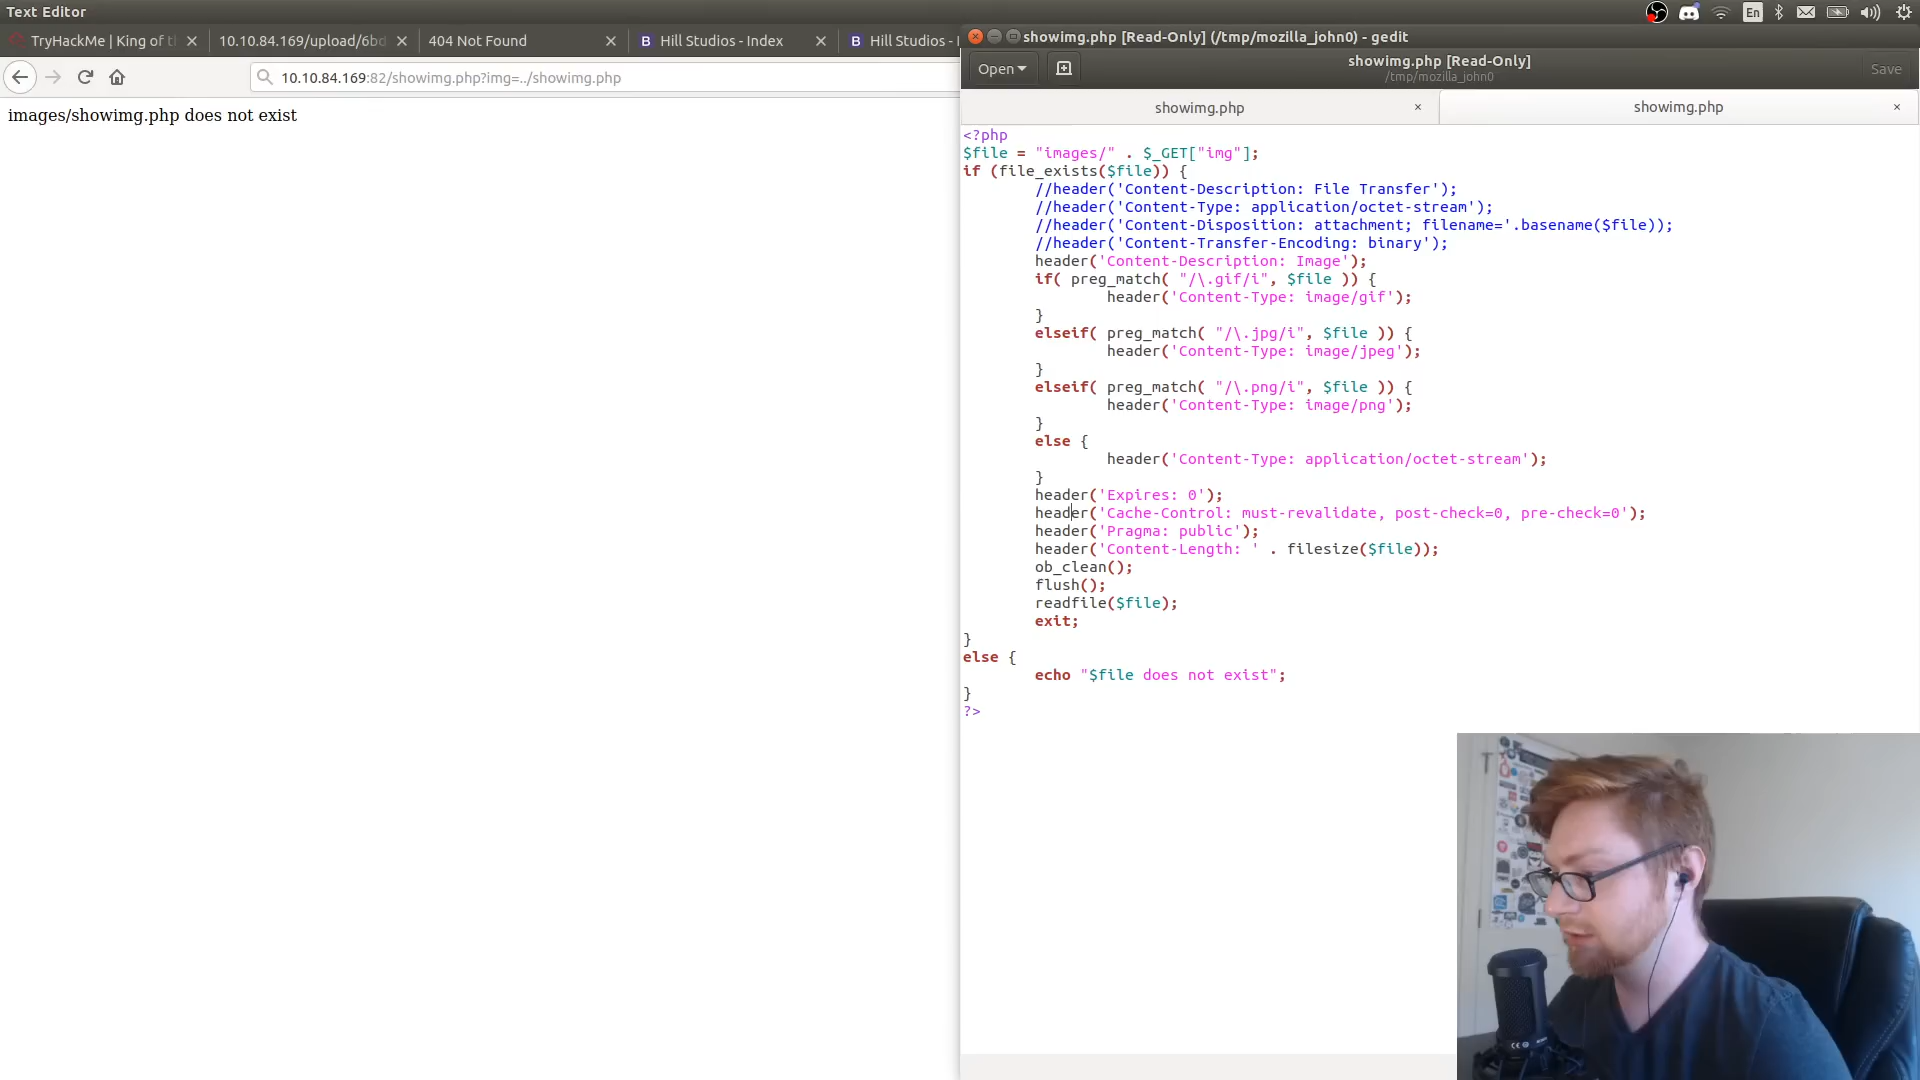 Text Editor
En
TryHackMe | King of t
10.10.84.169/upload/6bd
404 Not Found
B Hill Studios - Index
B Hill Studios -
10.10.84.169:82/showimg.php?img=../showimg.php
images/showimg.php does not exist
showimg.php [Read-Only] (/tmp/mozilla_john0) - gedit
Open
showimg.php [Read-Only]
/tmp/mozilla_john0
Save
showimg.php
showimg.php
<?php
$file = "images/" . $_GET["img"];
if (file_exists($file)) {
//header('Content-Description: File Transfer');
//header('Content-Type: application/octet-stream');
//header('Content-Disposition: attachment; filename='.basename($file));
//header('Content-Transfer-Encoding: binary');
header('Content-Description: Image');
if( preg_match( "/\.gif/i", $file )) {
header('Content-Type: image/gif');
}
elseif( preg_match( "/\.jpg/i", $file )) {
header('Content-Type: image/jpeg');
}
elseif( preg_match( "/\.png/i", $file )) {
header('Content-Type: image/png');
}
else {
header('Content-Type: application/octet-stream');
}
header('Expires: 0');
header('Cache-Control: must-revalidate, post-check=0, pre-check=0');
header('Pragma: public');
header('Content-Length: ' . filesize($file));
ob_clean();
flush();
readfile($file);
exit;
}
else {
echo "$file does not exist";
}
?>